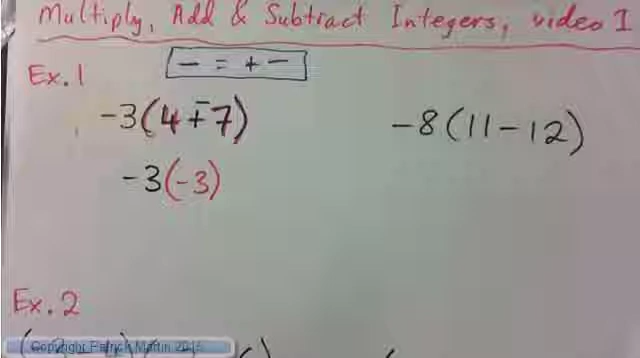 Multiply, Add & Subtract Integers, video I
Ex. 1
- = + -
-3(4+-7)
-8(11-12)
-3(-3)
Ex. 2
Copyright Patrick Martin